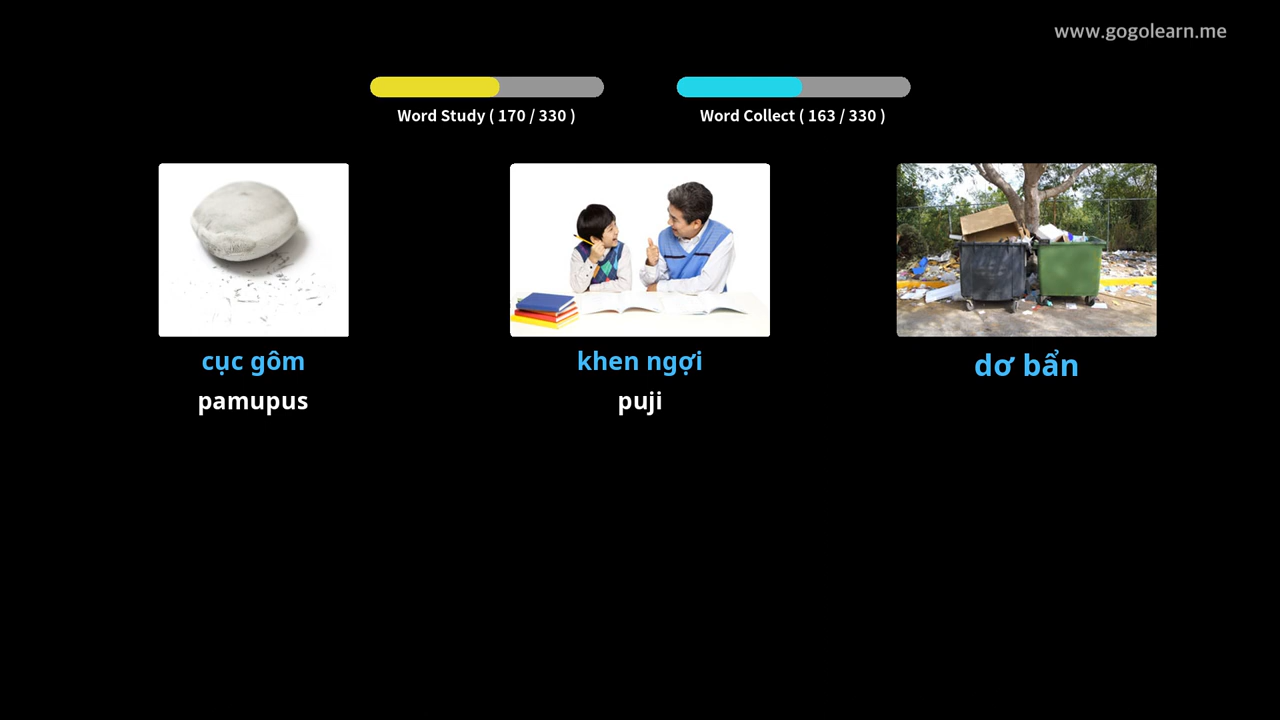 www.gogolearn.me
Word Study ( 170 / 330 )
Word Collect ( 163 / 330 )
cục gôm
pamupus
khen ngợi
puji
dơ bẩn